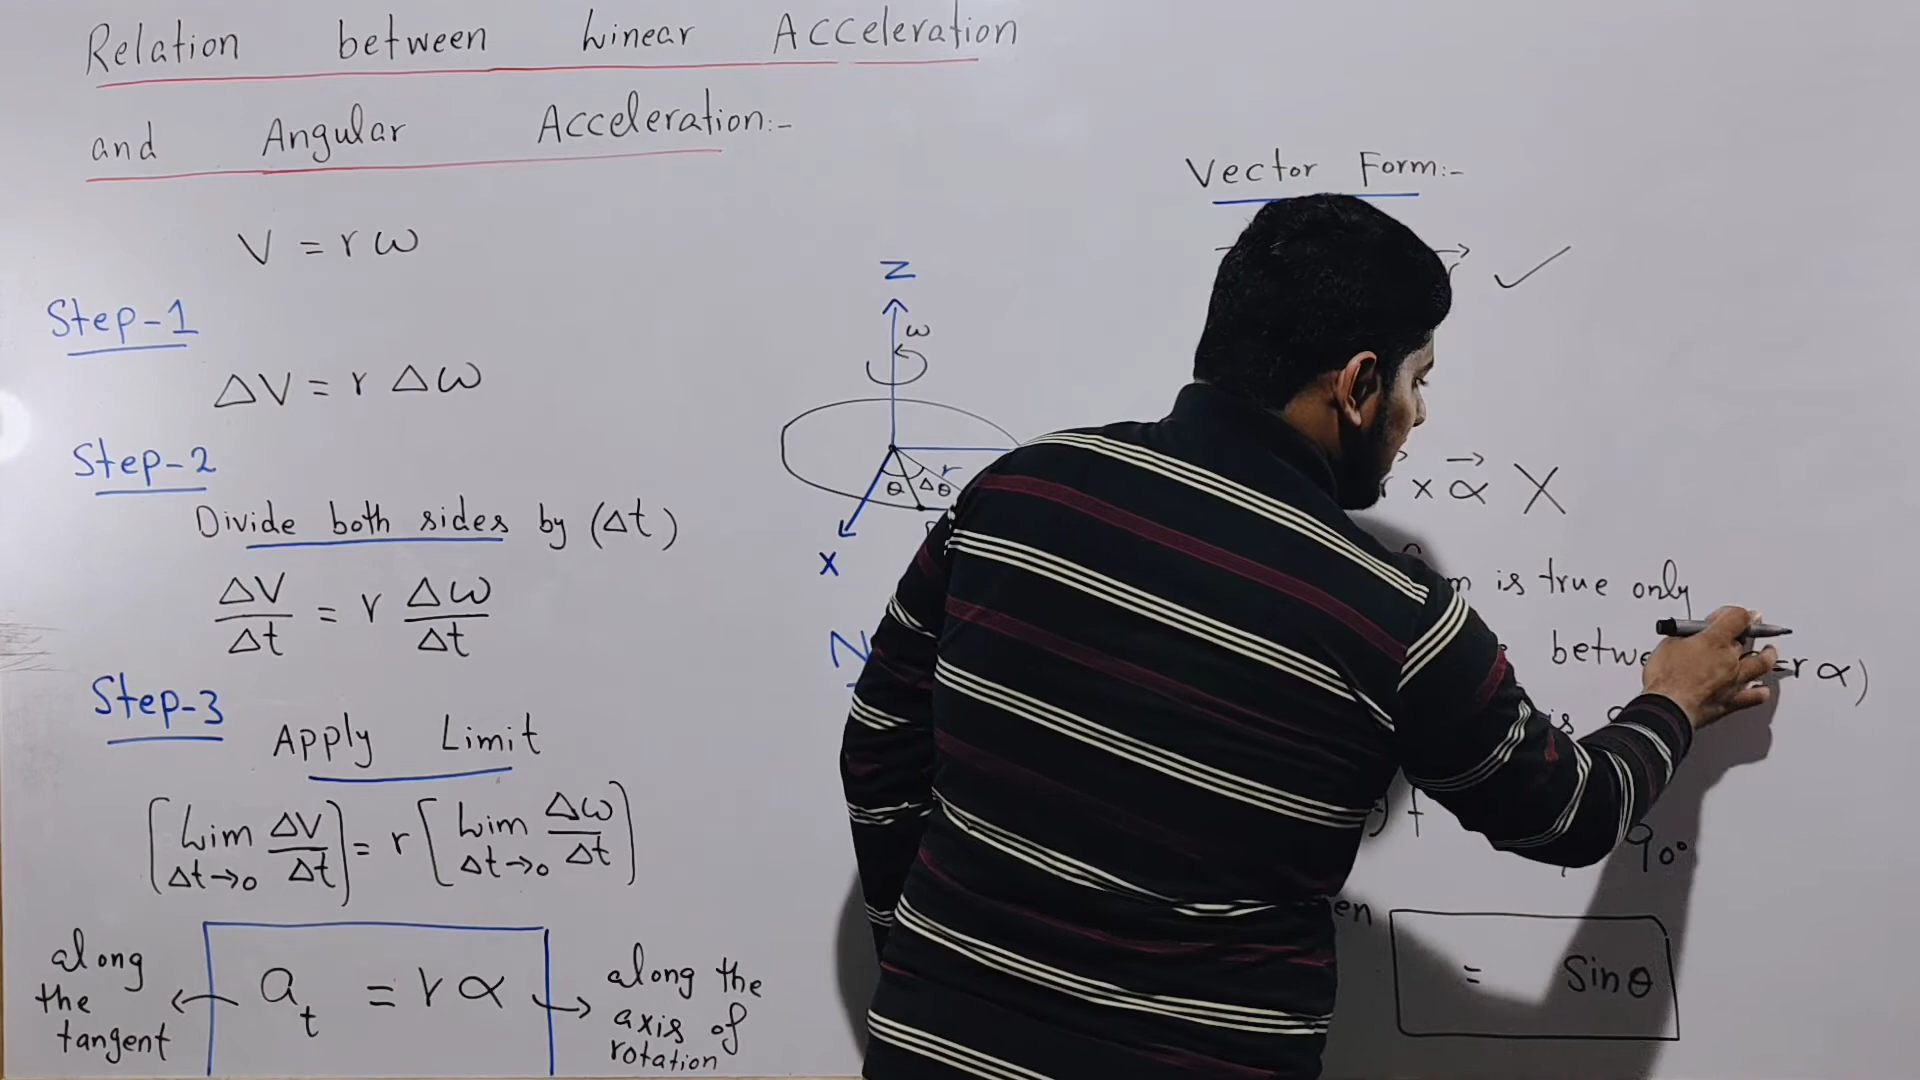 Relation between Linear Acceleration
and Angular Acceleration:-
V = r ω
Step-1
ΔV = r Δω
Step-2
Divide both sides by (Δt)
ΔV/Δt = r Δω/Δt
Step-3
Apply Limit
[Lim Δt→0 ΔV/Δt] = r [Lim Δt→0 Δω/Δt]
along the tangent ← a_t = r α → along the axis of rotation
Z
ω
r
θ Δθ
X
Vector Form:-
✓
× α⃗ X
is true only
=r α)
is
90°
= Sinθ